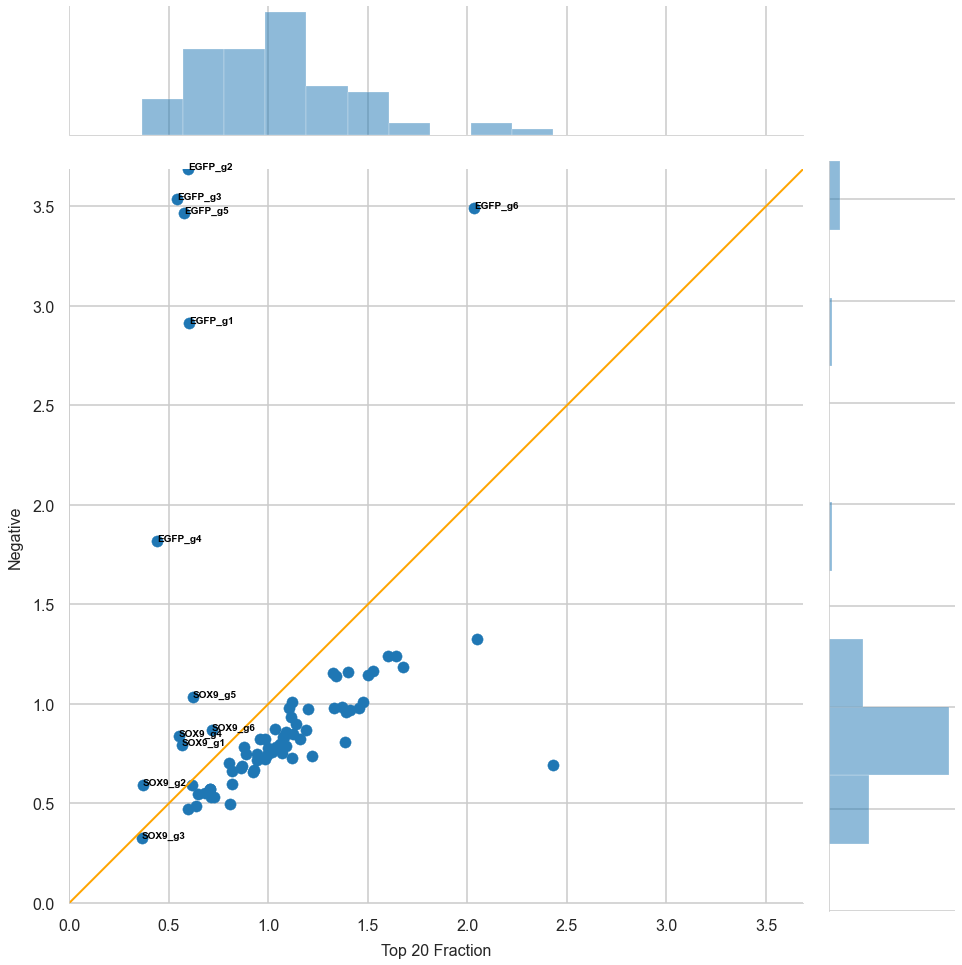 EGFP_g2
EGFP_g3
EGFP_g5
EGFP_g6
EGFP_g1
EGFP_g4
SOX9_g5
SOX9_g6
SOX9_g4
SOX9_g1
SOX9_g2
SOX9_g3
3.5
3.0
2.5
2.0
1.5
1.0
0.5
0.0
Negative
0.0 0.5 1.0 1.5 2.0 2.5 3.0 3.5
Top 20 Fraction